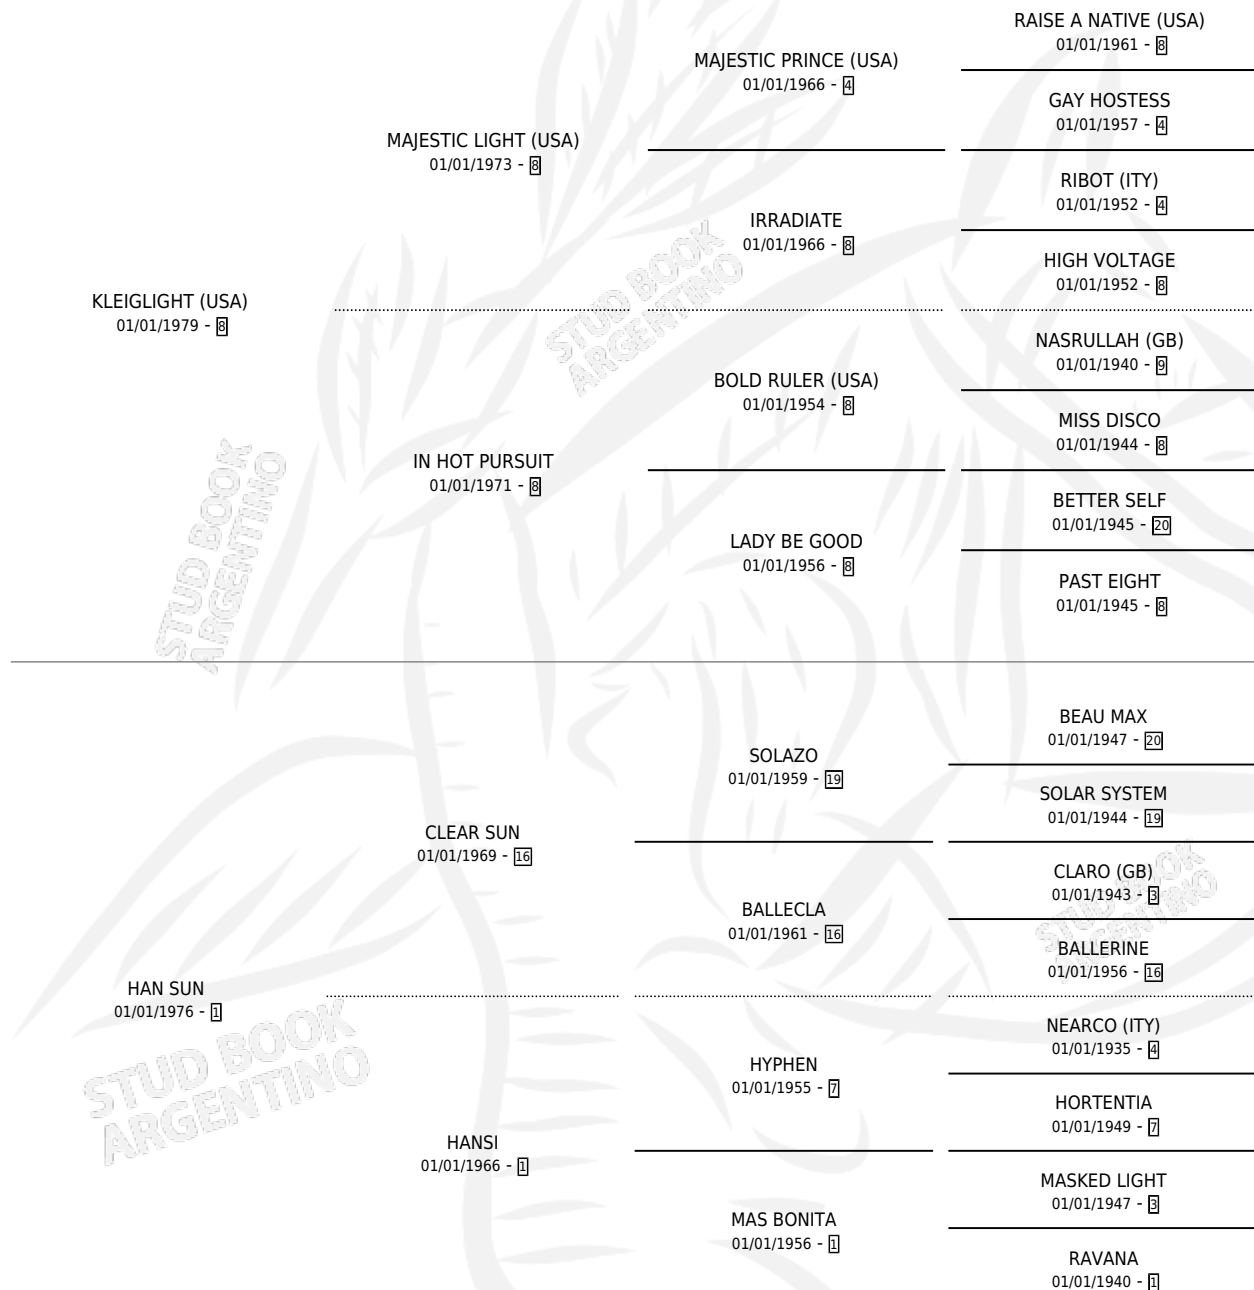 RAISE A NATIVE (USA)
01/01/1961 - 8
MAJESTIC PRINCE (USA)
01/01/1966 - 4
GAY HOSTESS
01/01/1957 - 4
MAJESTIC LIGHT (USA)
01/01/1973 - 8
RIBOT (ITY)
01/01/1952 - 4
IRRADIATE
01/01/1966 - 8
HIGH VOLTAGE
01/01/1952 - 8
KLEIGLIGHT (USA)
01/01/1979 - 8
NASRULLAH (GB)
01/01/1940 - 9
BOLD RULER (USA)
01/01/1954 - 8
MISS DISCO
01/01/1944 - 8
IN HOT PURSUIT
01/01/1971 - 8
BETTER SELF
01/01/1945 - 20
LADY BE GOOD
01/01/1956 - 8
PAST EIGHT
01/01/1945 - 8
BEAU MAX
01/01/1947 - 20
SOLAZO
01/01/1959 - 19
SOLAR SYSTEM
01/01/1944 - 19
CLEAR SUN
01/01/1969 - 16
CLARO (GB)
01/01/1943 - 3
BALLECLA
01/01/1961 - 16
BALLERINE
01/01/1956 - 16
HAN SUN
01/01/1976 - 1
NEARCO (ITY)
01/01/1935 - 4
HYPHEN
01/01/1955 - 7
HORTENTIA
01/01/1949 - 7
HANSI
01/01/1966 - 1
MASKED LIGHT
01/01/1947 - 3
MAS BONITA
01/01/1956 - 1
RAVANA
01/01/1940 - 1
STUD BOOK
ARGENTINO
STUD BOOK
ARGENTINO
STUD BOOK
ARGENTINO
STUD BOOK
ARGENTINO